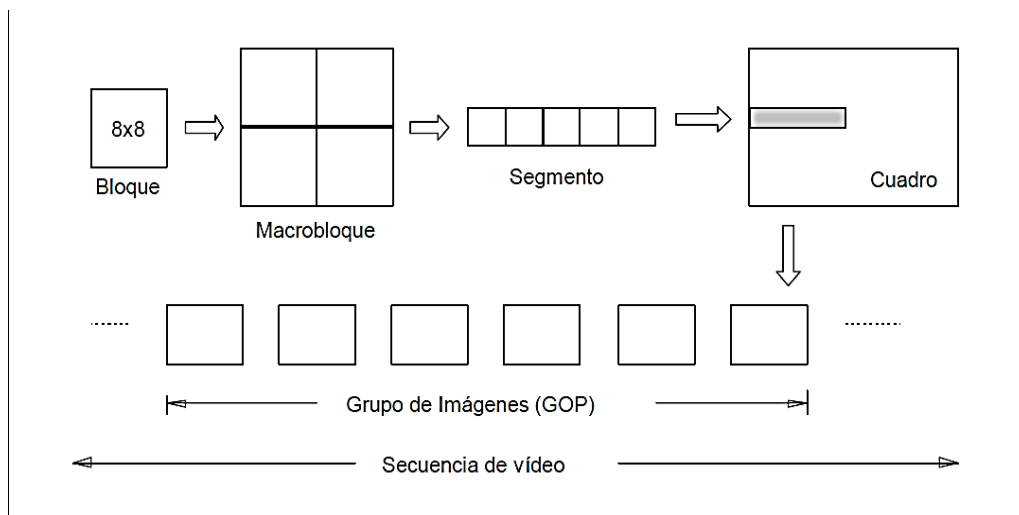 8x8
Bloque
Macrobloque
Segmento
Cuadro
Grupo de Imágenes (GOP)
Secuencia de vídeo